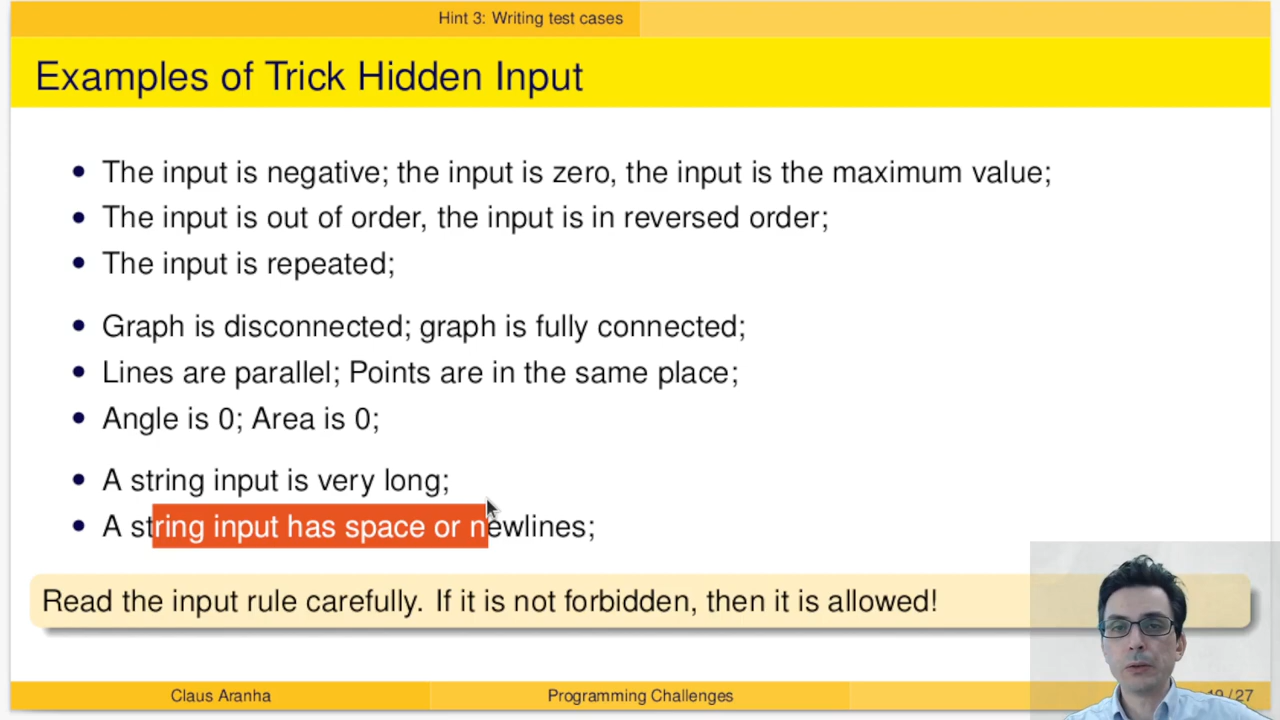 Hint 3: Writing test cases
Examples of Trick Hidden Input
The input is negative; the input is zero, the input is the maximum value;
The input is out of order, the input is in reversed order;
The input is repeated;
Graph is disconnected; graph is fully connected;
Lines are parallel; Points are in the same place;
Angle is 0; Area is 0;
A string input is very long;
A string input has space or newlines;
Read the input rule carefully. If it is not forbidden, then it is allowed!
Claus Aranha
Programming Challenges
/ 27